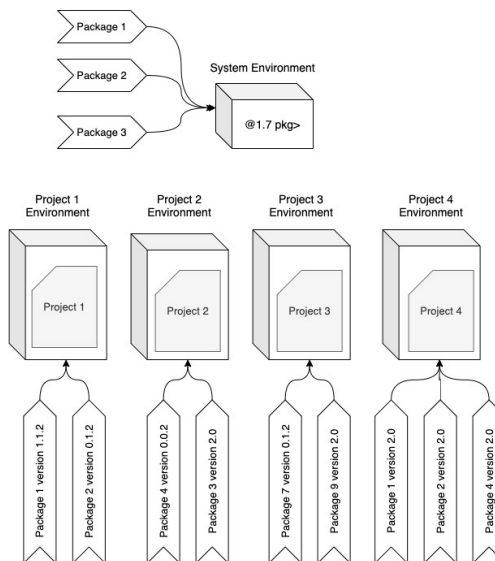 Package 1
Package 2
System Environment
@1.7 pkg>
Package 3
Project 1
Environment
Project 2
Environment
Project 3
Environment
Project 4
Environment
Project 1
Project 2
Project 3
Project 4
Package 1 version 1.1.2
Package 2 version 0.1.2
Package 4 version 0.0.2
Package 3 version 2.0
Package 7 version 0.1.2
Package 9 version 2.0
Package 1 version 2.0
Package 2 version 2.0
Package 4 version 2.0